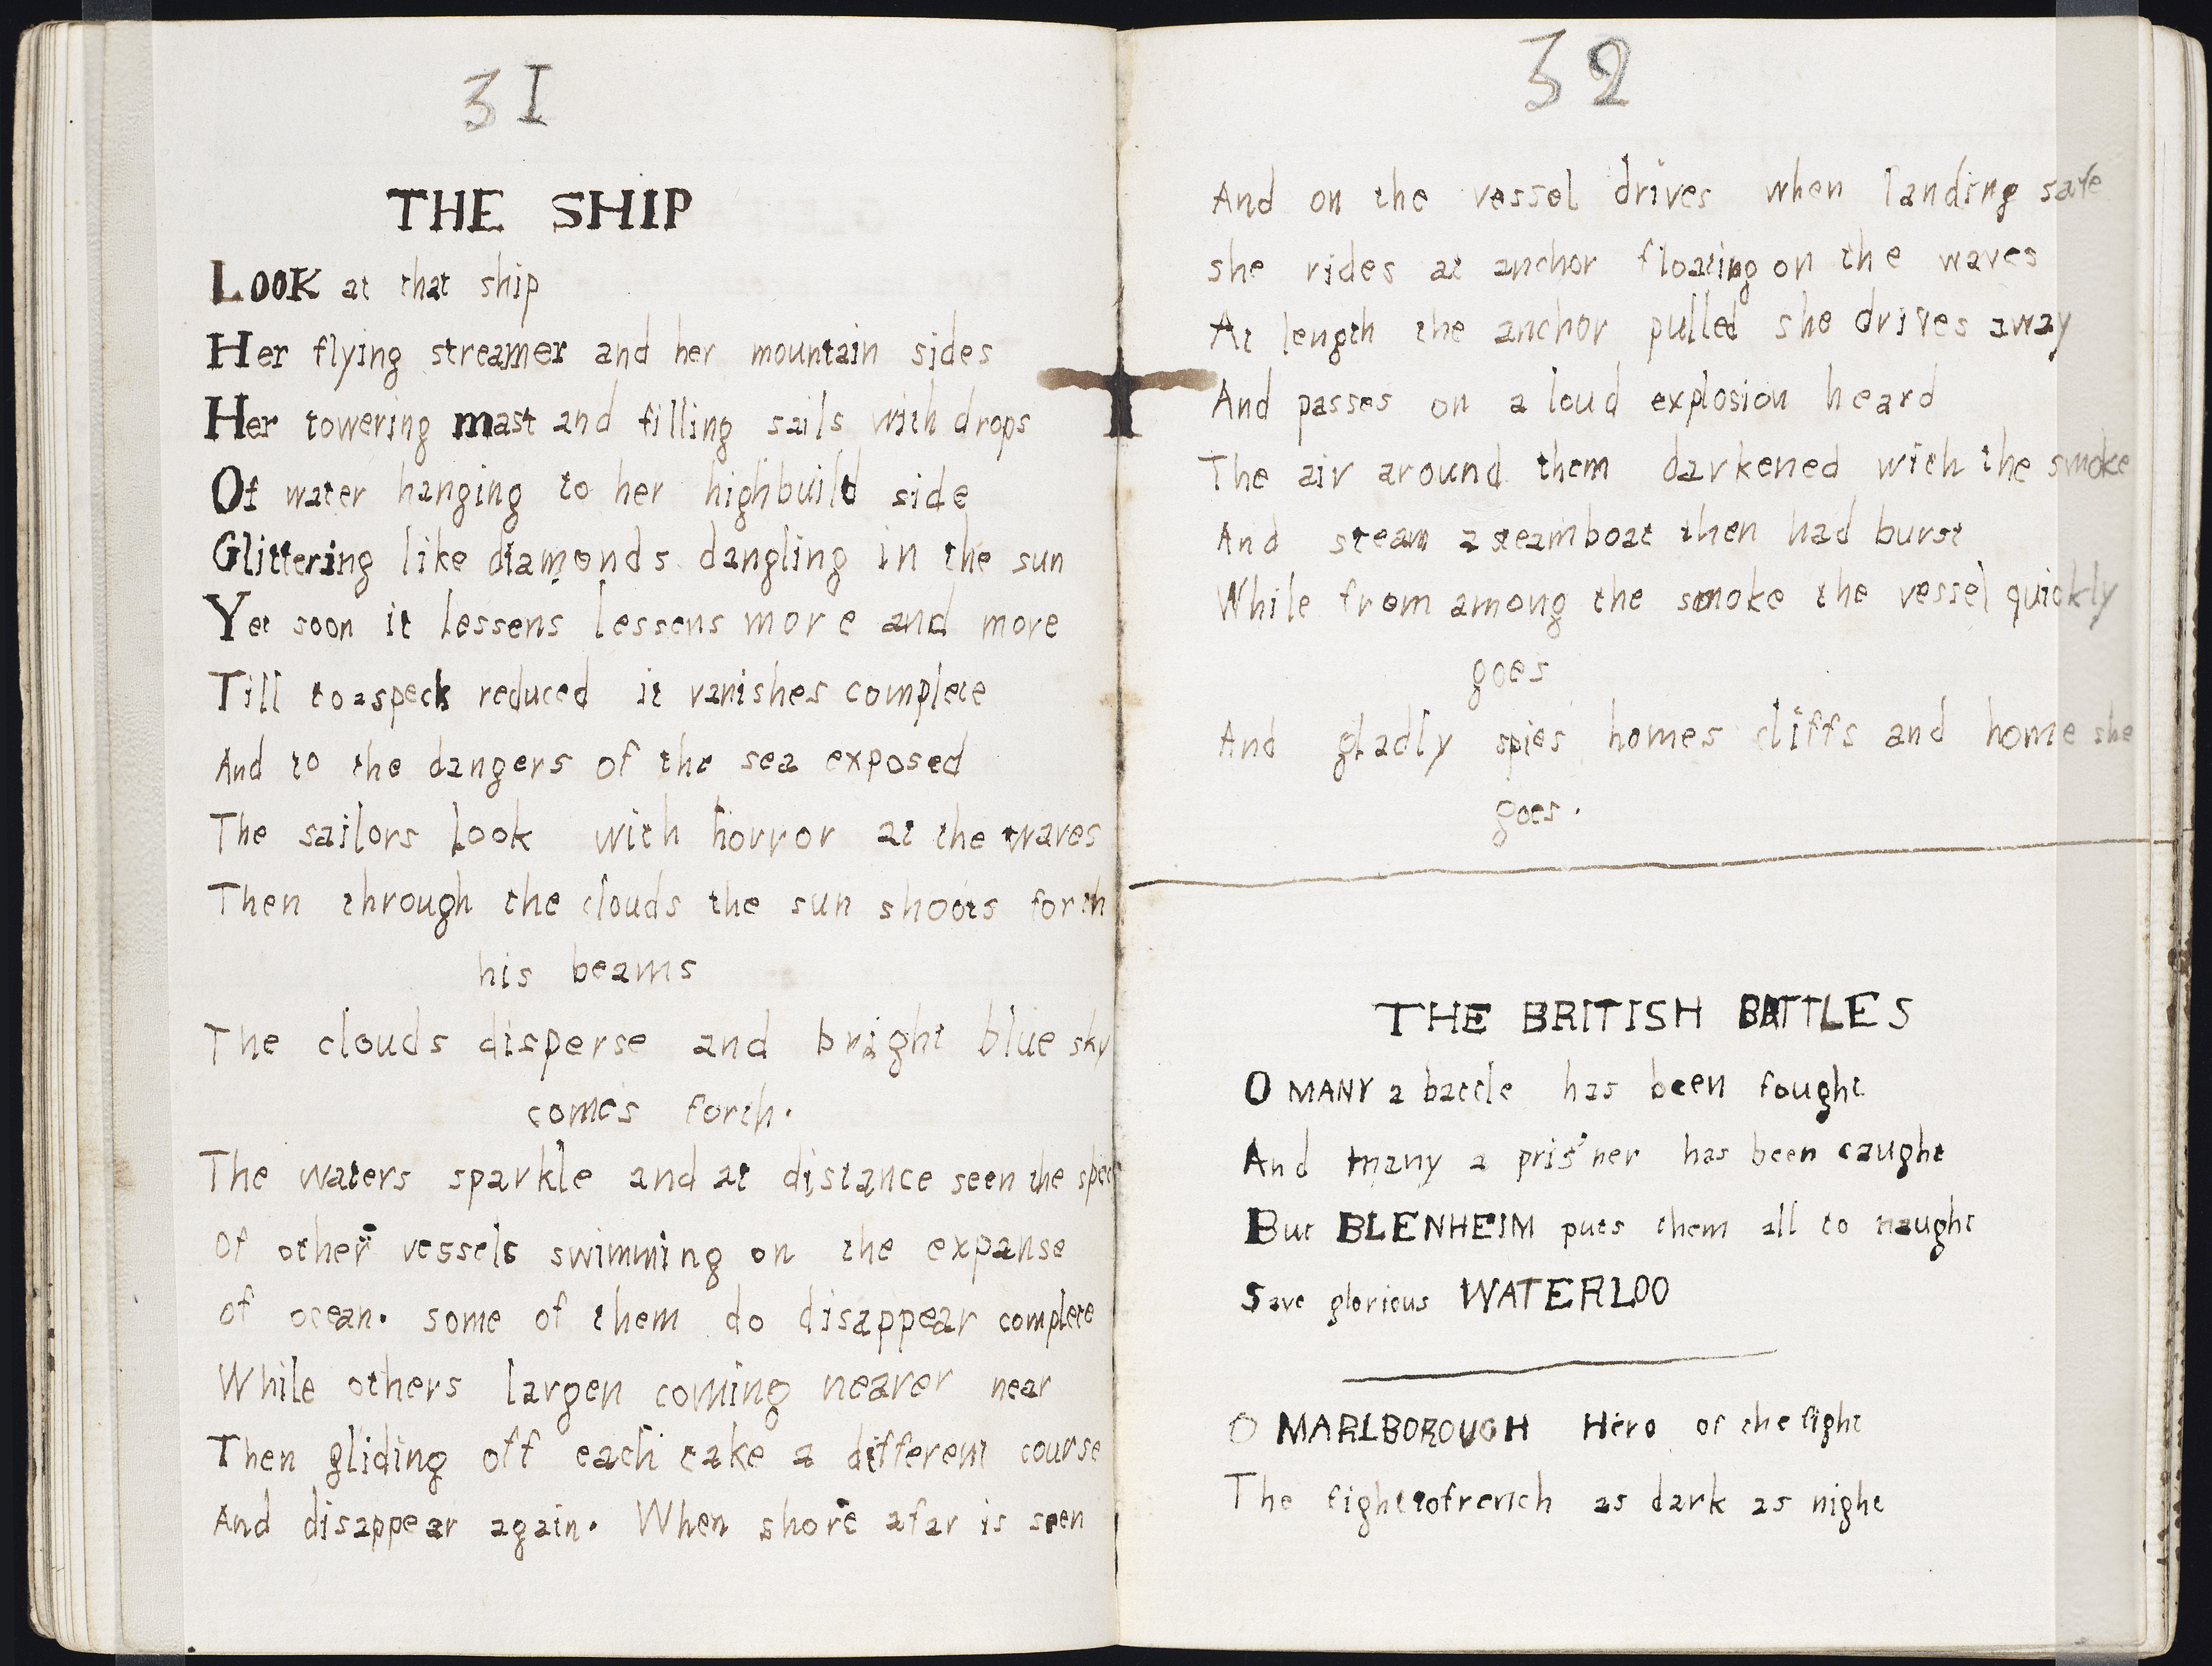 31
THE SHIP
LOOK at that ship
Her flying streamer and her mountain sides
Her towering mast and filling sails with drops
Of water hanging to her highbuild side
Glittering like diamonds dangling in the sun
Yet soon it lessens lessens more and more
Till to a speck reduced it vanishes complete
And to the dangers of the sea exposed
The sailors look with horror at the waves
Then through the clouds the sun shoots forth
his beams
The clouds disperse and bright blue sky
comes forth.
The waters sparkle and at distance seen the
Of other vessels swimming on the expanse
of ocean. some of them do disappear complete
While others largen coming nearer near
Then gliding off each take a different course
And disappear again. When shore afar is seen
32
And on the vessel drives when landing safe
she rides at anchor floating on the waves
At length the anchor pulled she drives away
And passes on a loud explosion heard
The air around them darkened with the smoke
And steam a steamboat then had burst
While from among the smoke the vessel quickly
goes
And gladly spies homes cliffs and home she
goes.
THE BRITISH BATTLES
O MANY a battle has been fought
And many a pris'ner has been caught
But BLENHEIM puts them all to naught
Save glorious WATERLOO
O MARLBOROUGH Hero of the fight
The fight to french as dark as night